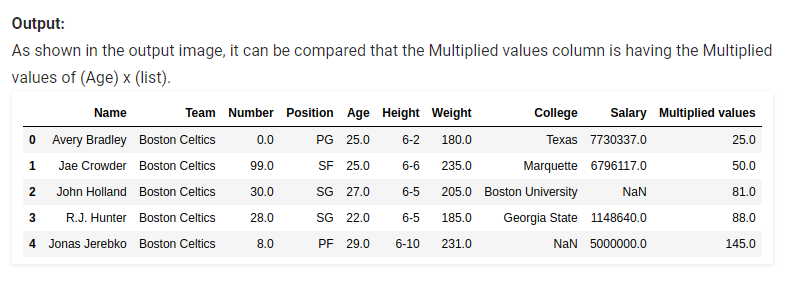 Output:
As shown in the output image, it can be compared that the Multiplied values column is having the Multiplied
values of (Age) x (list).
Name Team Number Position Age Height Weight College Salary Multiplied values
0 Avery Bradley Boston Celtics 0.0 PG 25.0 6-2 180.0 Texas 7730337.0 25.0
1 Jae Crowder Boston Celtics 99.0 SF 25.0 6-6 235.0 Marquette 6796117.0 50.0
2 John Holland Boston Celtics 30.0 SG 27.0 6-5 205.0 Boston University NaN 81.0
3 R.J. Hunter Boston Celtics 28.0 SG 22.0 6-5 185.0 Georgia State 1148640.0 88.0
4 Jonas Jerebko Boston Celtics 8.0 PF 29.0 6-10 231.0 NaN 5000000.0 145.0